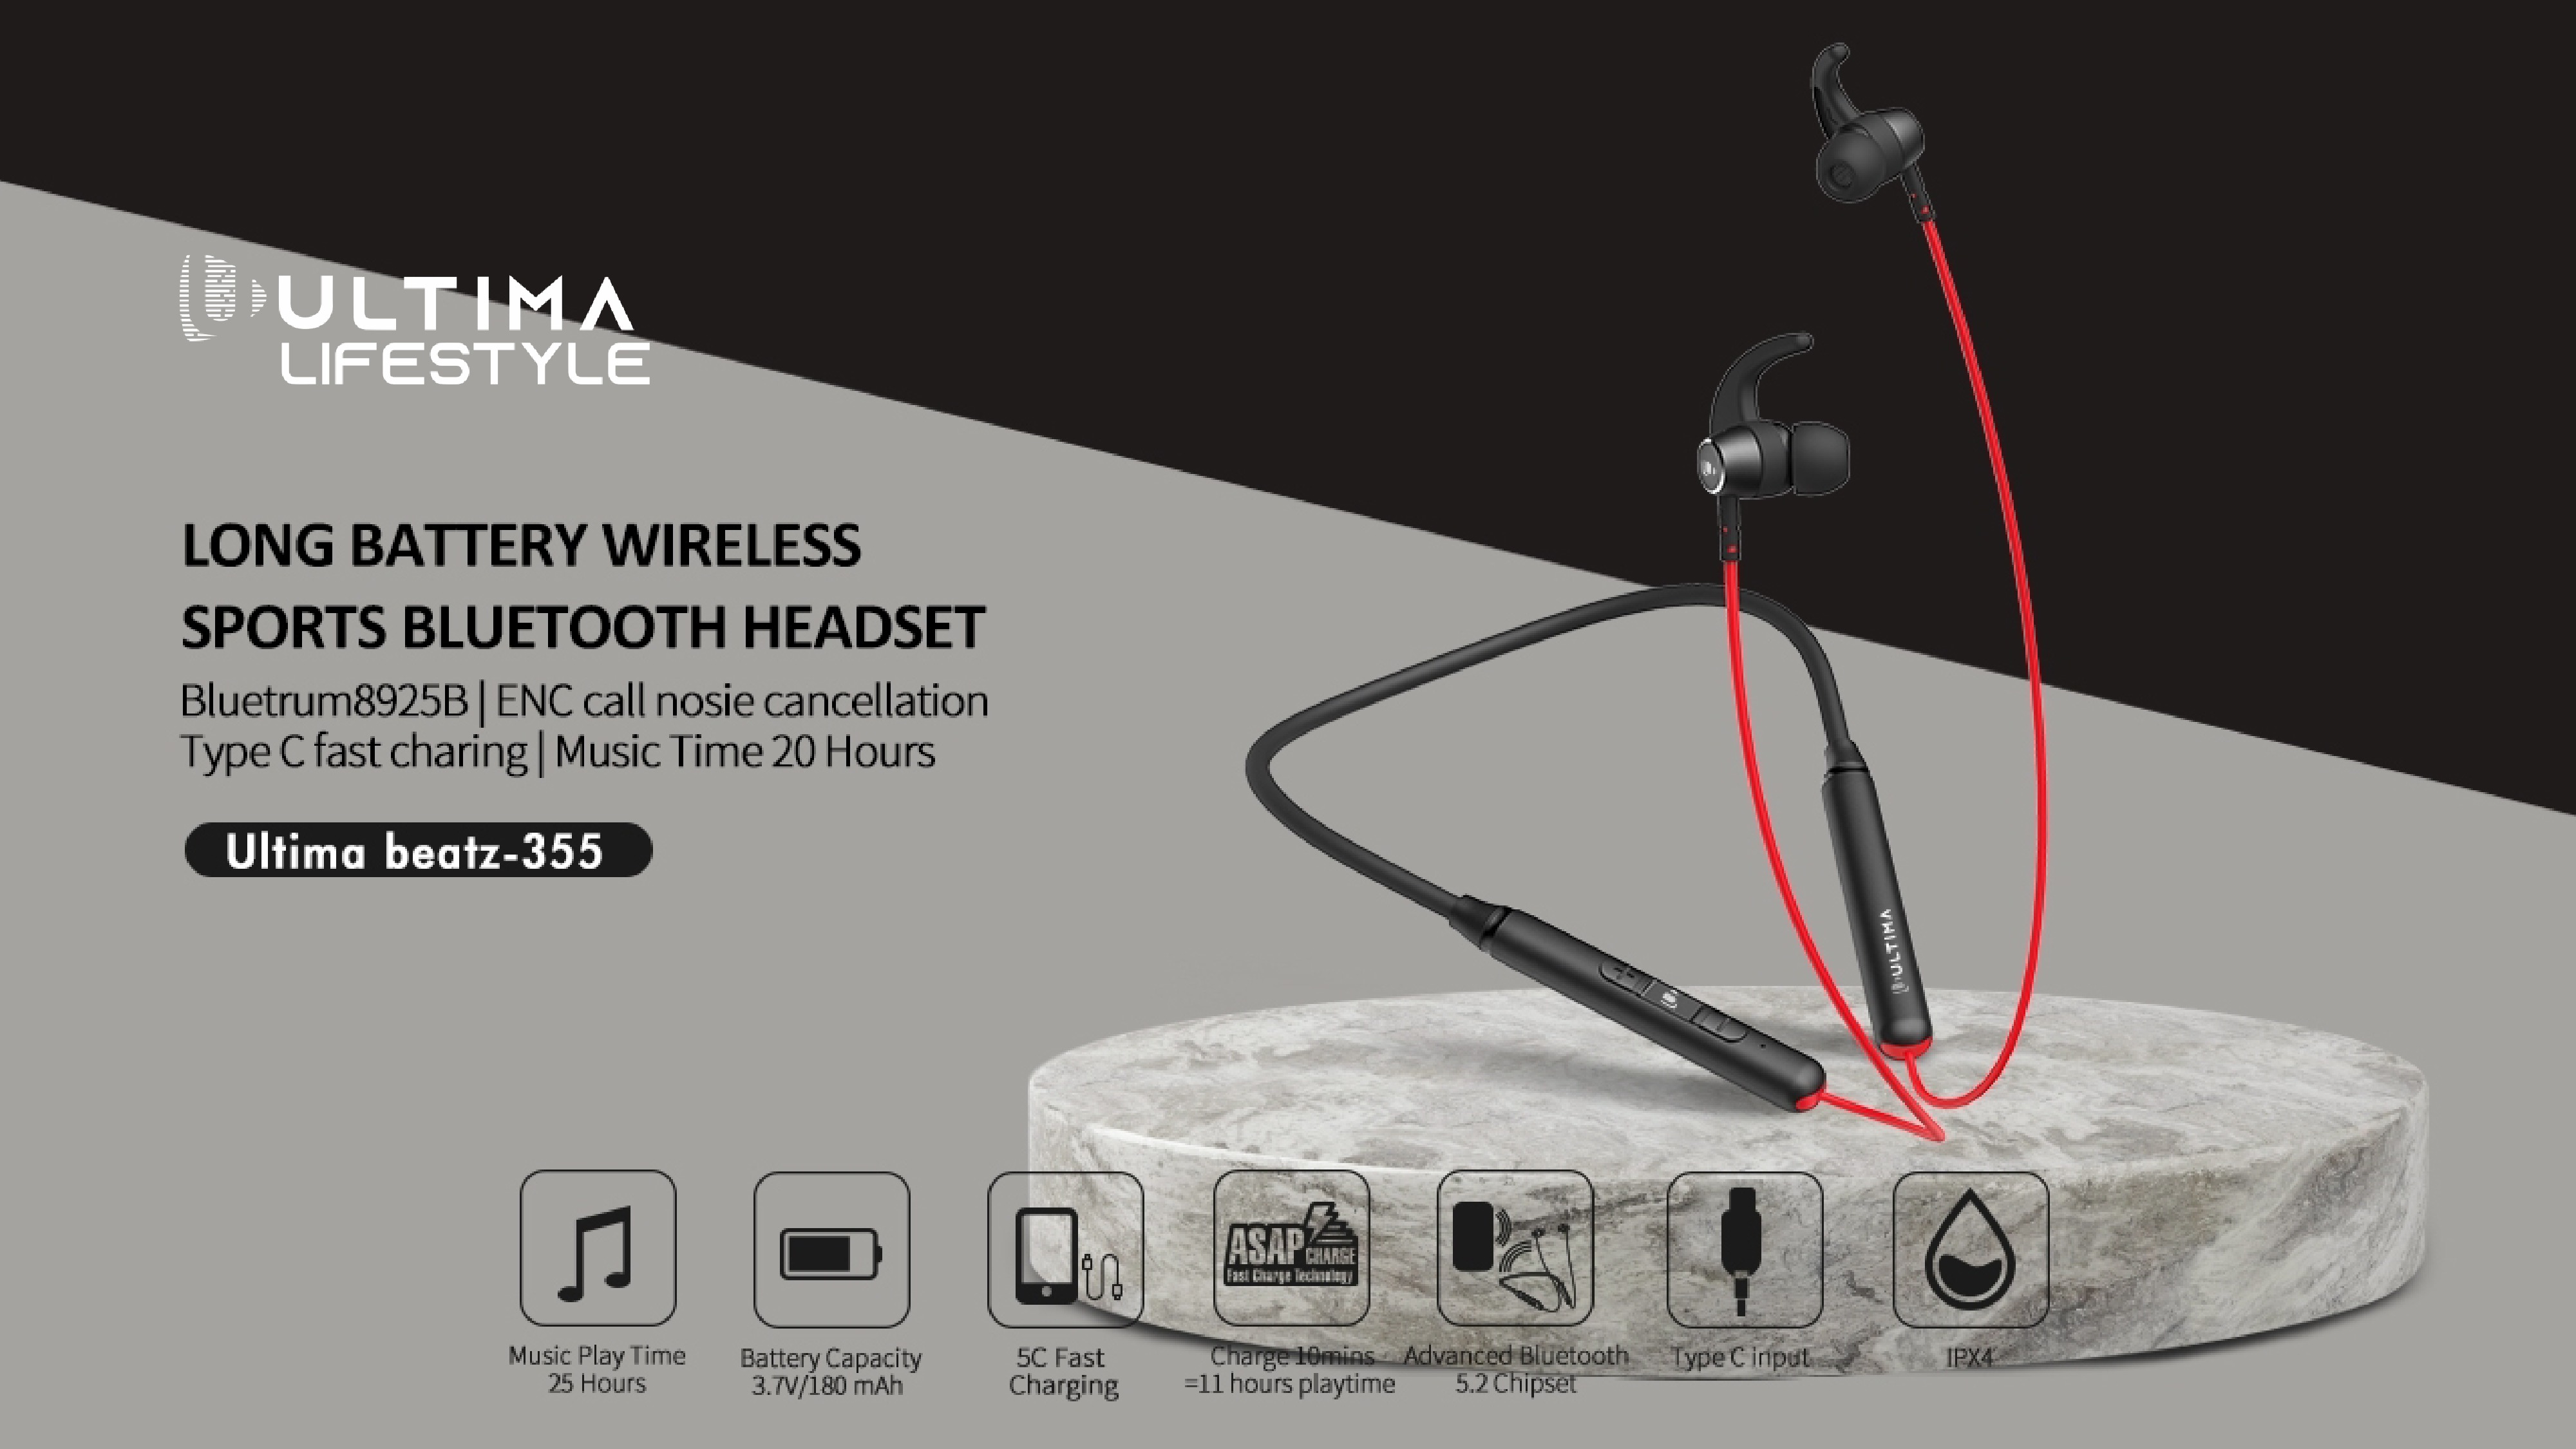 ULTIMA
LIFESTYLE
LONG BATTERY WIRELESS
SPORTS BLUETOOTH HEADSET
Bluetrum8925B | ENC call nosie cancellation
Type C fast charing | Music Time 20 Hours
Ultima beatz-355
ULTIMA
ASAP
CHARGE
Fast Charge Technology
Music Play Time
25 Hours
Battery Capacity
3.7V/180 mAh
5C Fast
Charging
Charge 10mins
=11 hours playtime
Advanced Bluetooth
5.2 Chipset
Type C input
IPX4